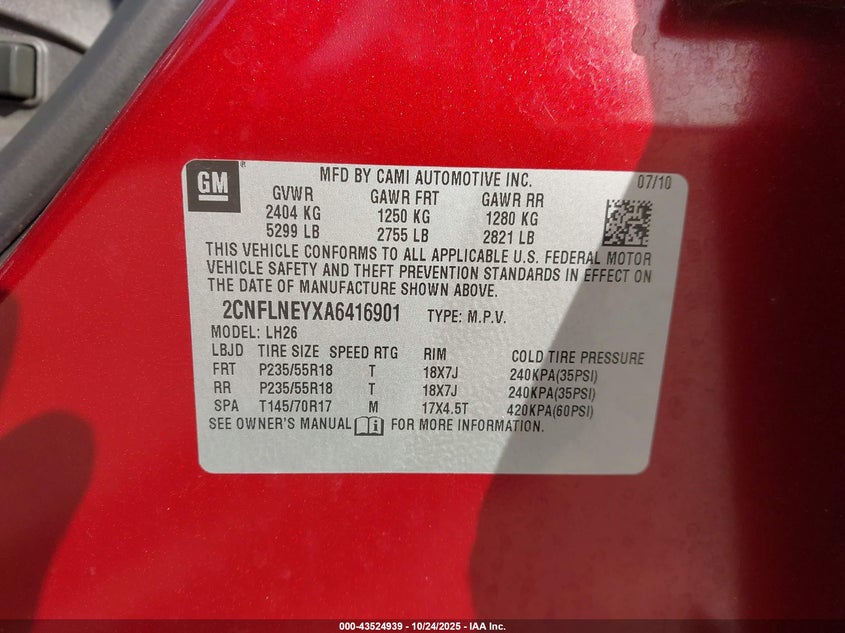 GM ®
MFD BY CAMI AUTOMOTIVE INC. 07/10
GVWR GAWR FRT GAWR RR
2404 KG 1250 KG 1280 KG
5299 LB 2755 LB 2821 LB
THIS VEHICLE CONFORMS TO ALL APPLICABLE U.S. FEDERAL MOTOR
VEHICLE SAFETY AND THEFT PREVENTION STANDARDS IN EFFECT ON
THE DATE OF MANUFACTURE SHOWN ABOVE.
2CNFLNEYXA6416901 TYPE: M.P.V.
MODEL: LH26
LBJD TIRE SIZE SPEED RTG RIM COLD TIRE PRESSURE
FRT P235/55R18 T 18X7J 240KPA(35PSI)
RR P235/55R18 T 18X7J 240KPA(35PSI)
SPA T145/70R17 M 17X4.5T 420KPA(60PSI)
SEE OWNER'S MANUAL i FOR MORE INFORMATION.
000-43524939 - 10/24/2025 - IAA Inc.